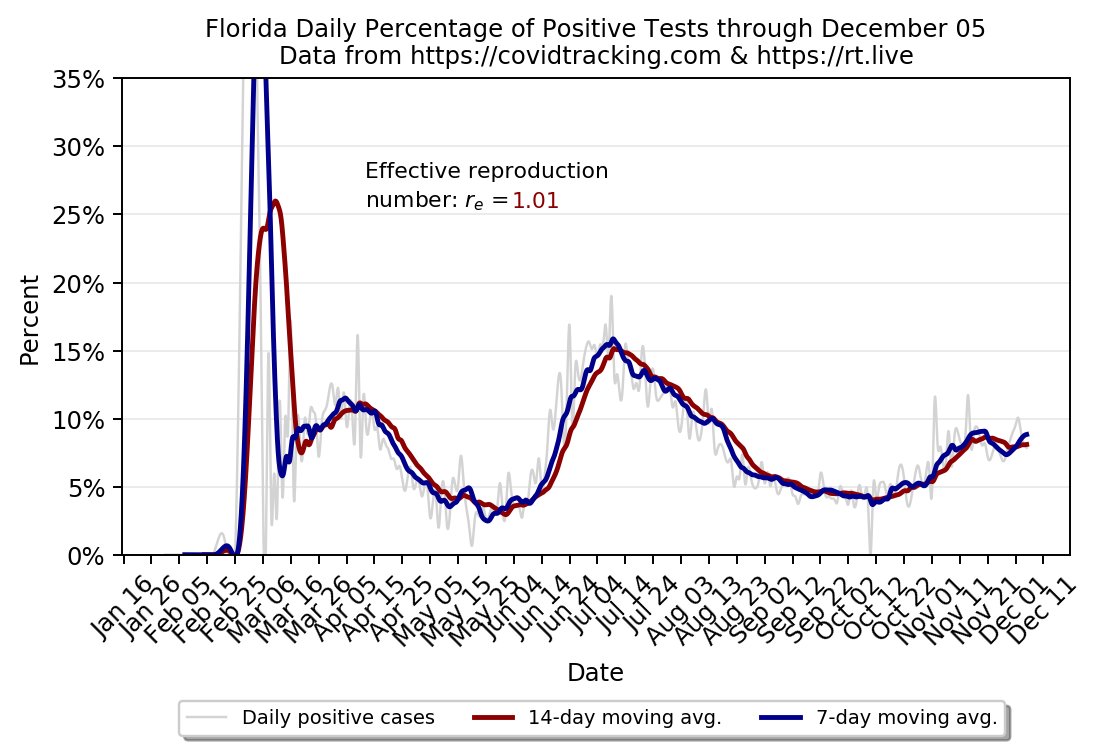 Florida Daily Percentage of Positive Tests through December 05
Data from https://covidtracking.com & https://rt.live
35%
30%
25%
20%
15%
10%
5%
0%
Percent
Effective reproduction
number: rₑ = 1.01
Jan 16
Jan 26
Feb 05
Feb 15
Feb 25
Mar 06
Mar 16
Mar 26
Apr 05
Apr 15
Apr 25
May 05
May 15
May 25
Jun 04
Jun 14
Jun 24
Jul 04
Jul 14
Jul 24
Aug 03
Aug 13
Aug 23
Sep 02
Sep 12
Sep 22
Oct 02
Oct 12
Oct 22
Nov 01
Nov 11
Nov 21
Dec 01
Dec 11
Date
Daily positive cases
14-day moving avg.
7-day moving avg.